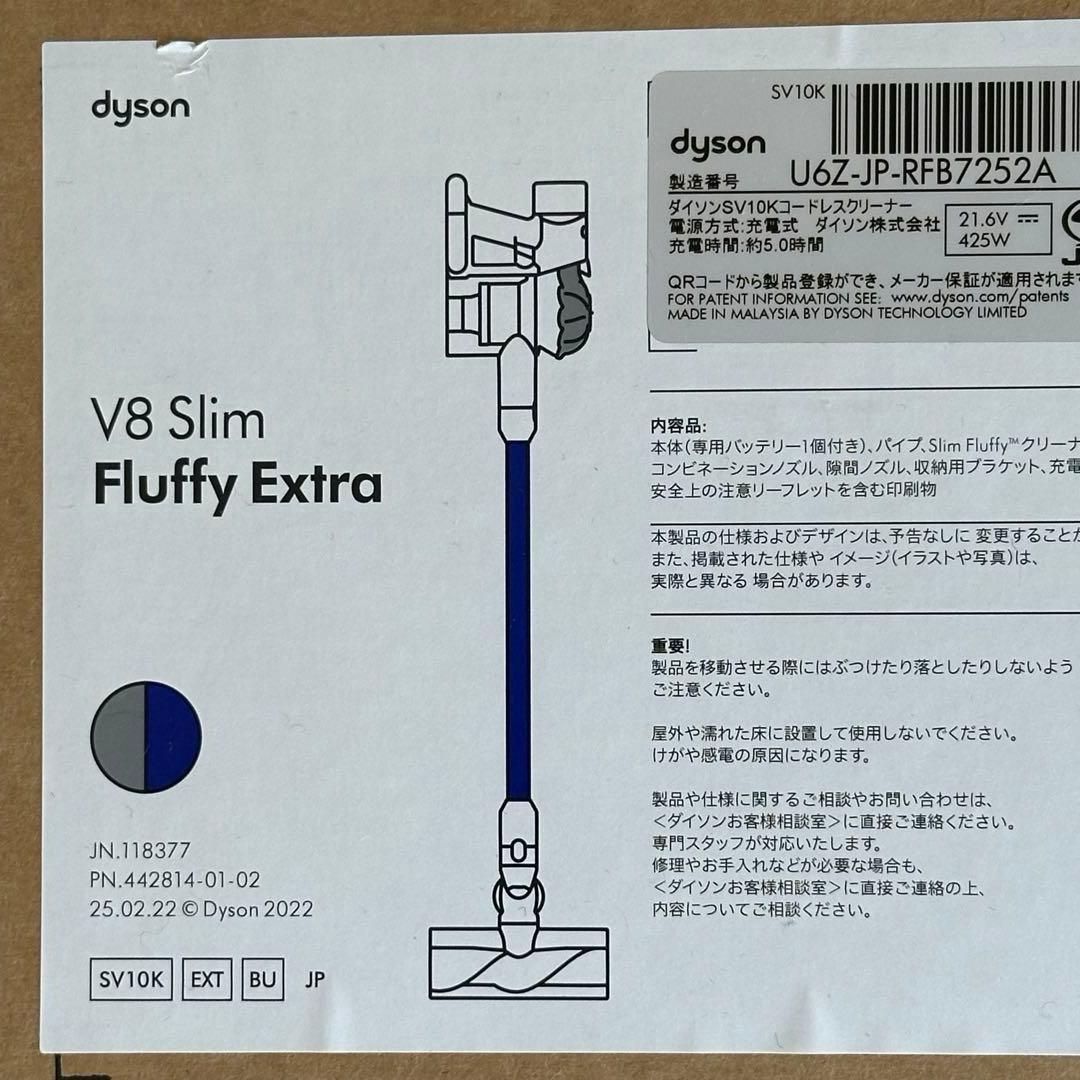 dyson
V8 Slim
Fluffy Extra
JN.118377
PN.442814-01-02
25.02.22 © Dyson 2022
SV10K EXT BU JP
SV10K
dyson
製造番号 U6Z-JP-RFB7252A
ダイソンSV10Kコードレスクリーナー
電源方式:充電式 ダイソン株式会社
充電時間:約5.0時間
21.6V
425W
QRコードから製品登録ができ、メーカー保証が適用されます
FOR PATENT INFORMATION SEE: www.dyson.com/patents
MADE IN MALAYSIA BY DYSON TECHNOLOGY LIMITED
内容品:
本体(専用バッテリー1個付き)、パイプ、Slim Fluffy™クリーナ
コンビネーションノズル、隙間ノズル、収納用ブラケット、充電
安全上の注意リーフレットを含む印刷物
本製品の仕様およびデザインは、予告なしに 変更することが
また、掲載された仕様や イメージ(イラストや写真)は、
実際と異なる 場合があります。
重要!
製品を移動させる際にはぶつけたり落としたりしないよう
ご注意ください。
屋外や濡れた床に設置して使用しないでください。
けがや感電の原因になります。
製品や仕様に関するご相談やお問い合わせは、
<ダイソンお客様相談室>に直接ご連絡ください。
専門スタッフが対応いたします。
修理やお手入れなどが必要な場合も、
<ダイソンお客様相談室>に直接ご連絡の上、
内容についてご相談ください。